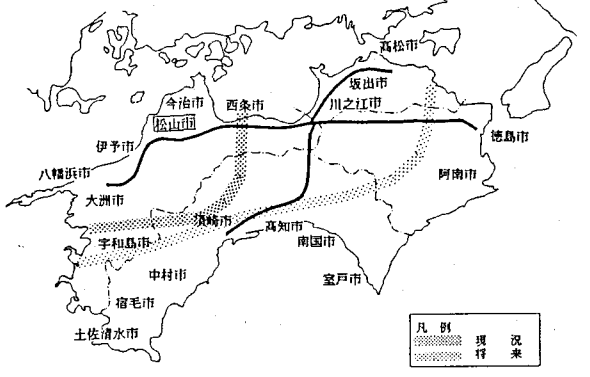 高松市
坂出市
今治市
西条市
川之江市
松山市
徳島市
伊予市
八幡浜市
阿南市
大洲市
須崎市
高知市
宇和島市
南国市
中村市
室戸市
宿毛市
土佐清水市
凡例
現況
将来